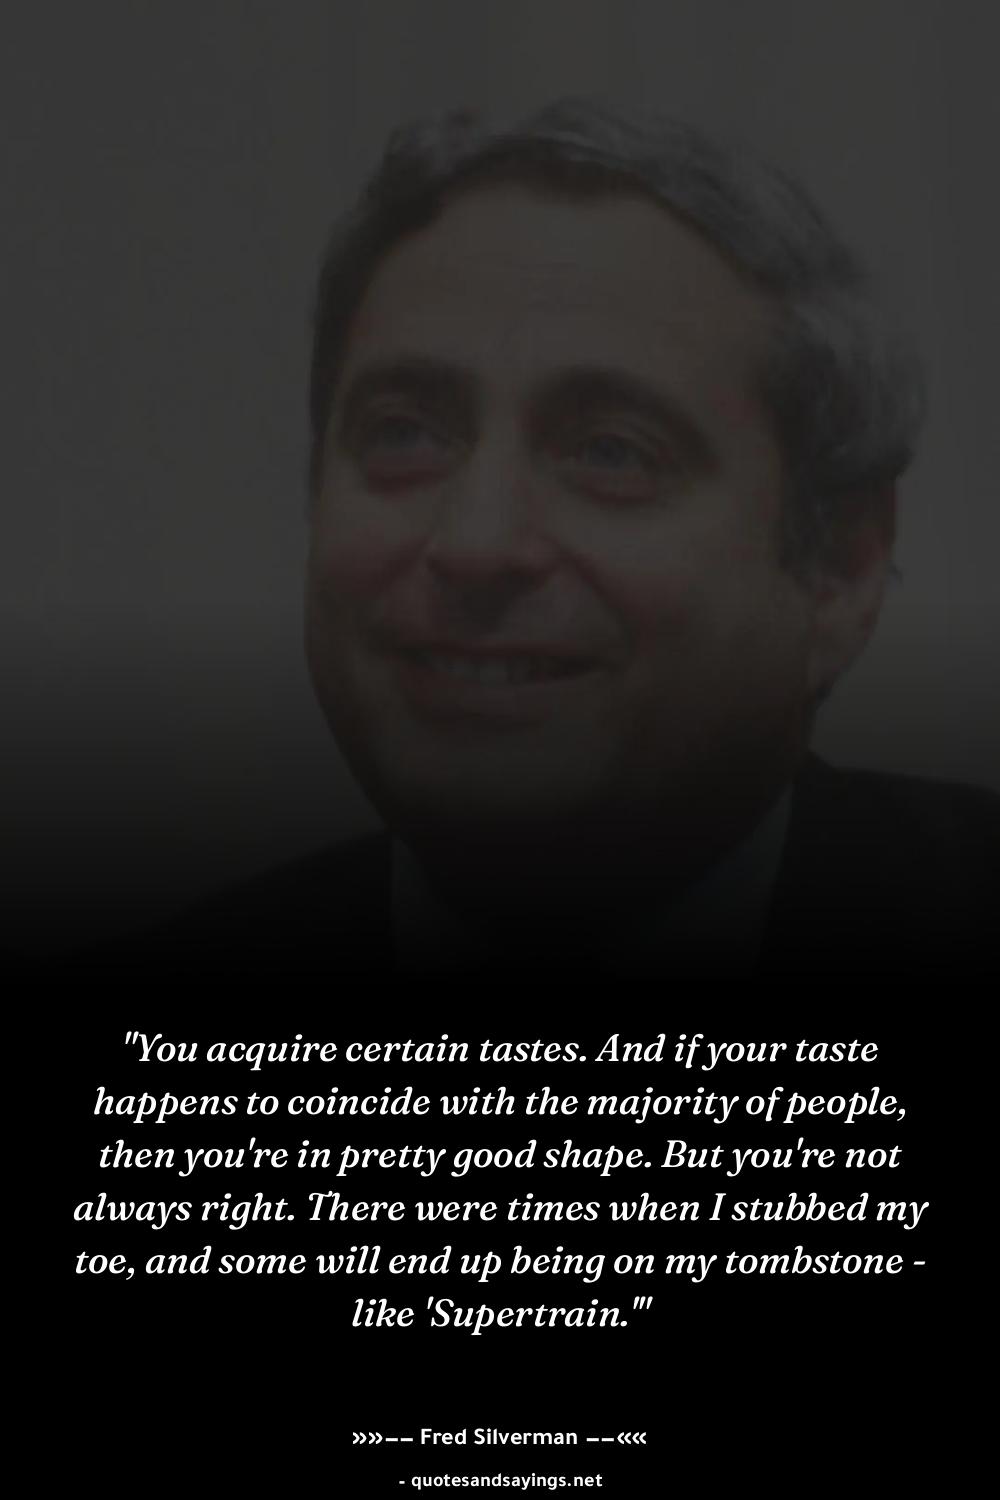 "You acquire certain tastes. And if your taste
happens to coincide with the majority of people,
then you're in pretty good shape. But you're not
always right. There were times when I stubbed my
toe, and some will end up being on my tombstone -
like 'Supertrain.'"
»»−− Fred Silverman −−««
- quotesandsayings.net